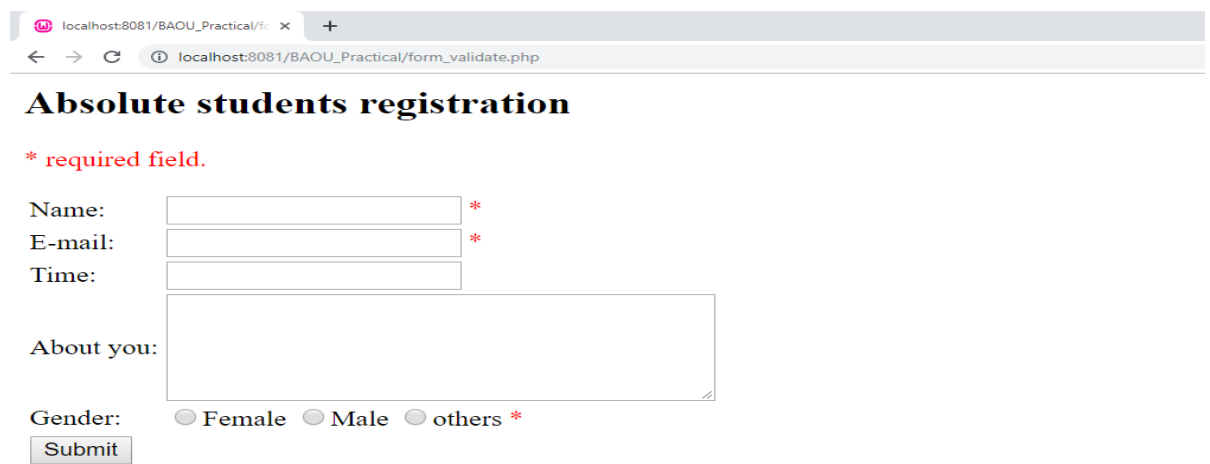 localhost:8081/BAOU_Practical/fo
localhost:8081/BAOU_Practical/form_validate.php
Absolute students registration
* required field.
Name: *
E-mail: *
Time:
About you:
Gender: Female Male others *
Submit